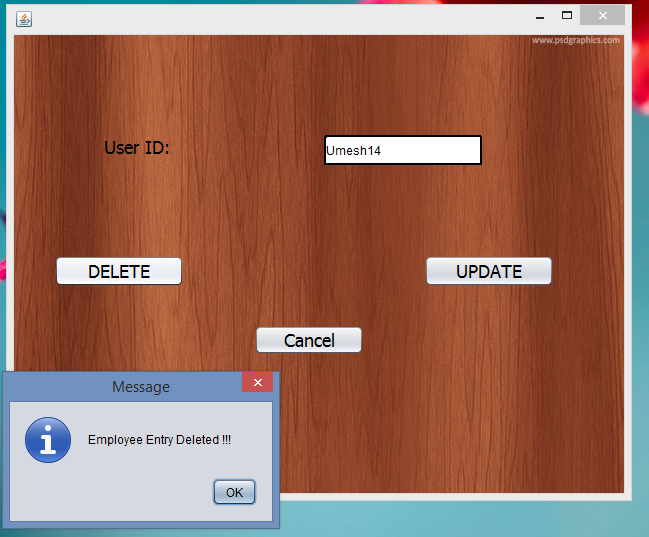 www.psdgraphics.com
User ID:
Umesh14
DELETE
UPDATE
Cancel
Message
Employee Entry Deleted !!!
OK